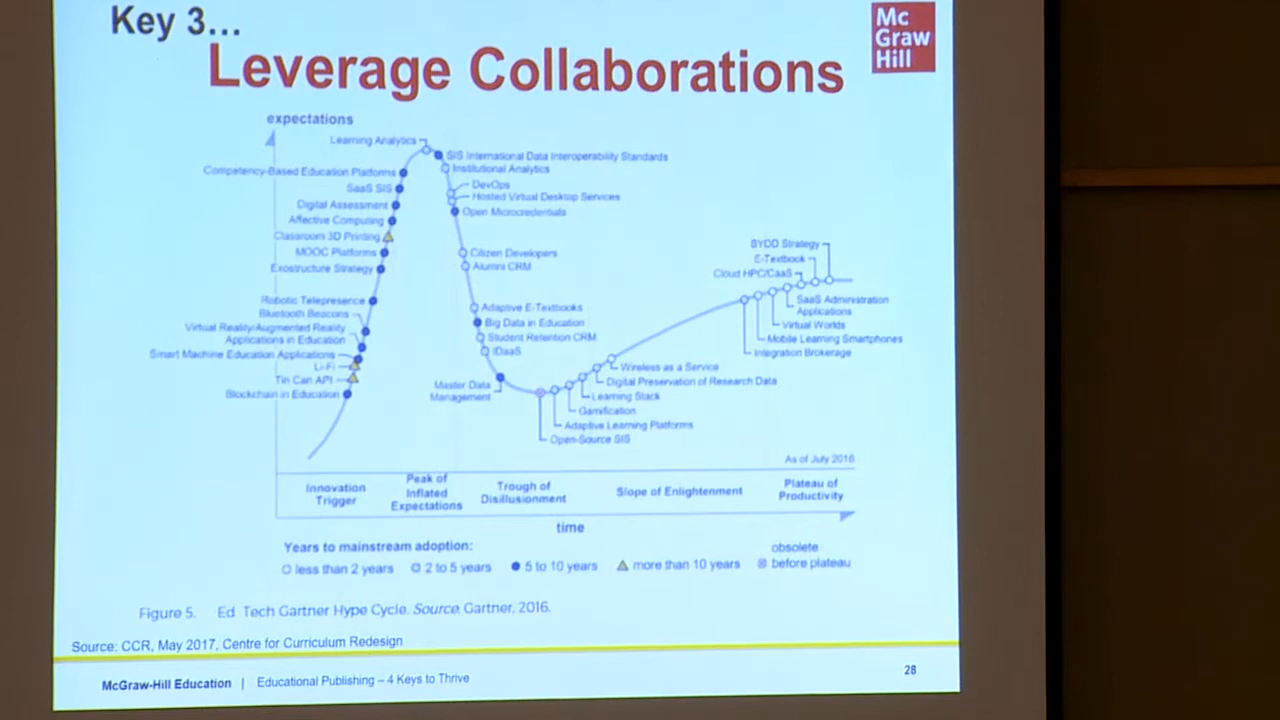 Key 3...
Mc
Graw
Hill
Leverage Collaborations
expectations
Learning Analytics
SIS International Data Interoperability Standards
Institutional Analytics
Competency-Based Education Platforms
SaaS SIS
DevOps
Hosted Virtual Desktop Services
Digital Assessment
Open Microcredentials
Affective Computing
Classroom 3D Printing
MOOC Platforms
Citizen Developers
Exostructure Strategy
Alumni CRM
BYOD Strategy
E-Textbook
Cloud HPC/CaaS
Robotic Telepresence
Bluetooth Beacons
Adaptive E-Textbooks
SaaS Administration
Applications
Virtual Reality/Augmented Reality
Applications in Education
Big Data in Education
Virtual Worlds
Student Retention CRM
Mobile Learning Smartphones
Smart Machine Education Applications
IDaaS
Integration Brokerage
Li-Fi
Wireless as a Service
Tin Can API
Master Data
Management
Digital Preservation of Research Data
Blockchain in Education
Learning Stack
Gamification
Adaptive Learning Platforms
Open-Source SIS
As of July 2016
Innovation
Trigger
Peak of
Inflated
Expectations
Trough of
Disillusionment
Slope of Enlightenment
Plateau of
Productivity
time
Years to mainstream adoption:
less than 2 years
2 to 5 years
5 to 10 years
more than 10 years
obsolete
before plateau
Figure 5. Ed Tech Gartner Hype Cycle. Source: Gartner, 2016.
Source: CCR, May 2017, Centre for Curriculum Redesign
McGraw-Hill Education | Educational Publishing – 4 Keys to Thrive
28